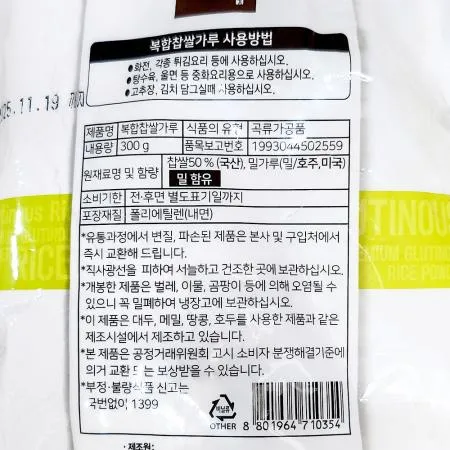 복합찹쌀가루 사용방법
●화전, 각종 튀김요리 등에 사용하십시오.
●탕수육, 울면 등 중화요리용으로 사용하십시오.
●고추장, 김치 담그실때 사용하십시오.
05.11.19 까지
제품명 복합찹쌀가루 식품의 유형 곡류가공품
내용량 300 g 품목보고번호 1993044502559
원재료명 및 함량 찹쌀50 % (국산), 밀가루(밀/호주,미국)
밀 함유
소비기한 전·후면 별도표기일까지
포장재질 폴리에틸렌(내면)
*유통과정에서 변질, 파손된 제품은 본사 및 구입처에서
즉시 교환해 드립니다.
*직사광선을 피하여 서늘하고 건조한 곳에 보관하십시오.
*개봉한 제품은 벌레, 이물, 곰팡이 등에 의해 오염될 수
있으니 꼭 밀폐하여 냉장고에 보관하십시오.
*이 제품은 대두, 메밀, 땅콩, 호두를 사용한 제품과 같은
제조시설에서 제조하고 있습니다.
*본 제품은 공정거래위원회 고시 소비자 분쟁해결기준에
의거 교환 또는 보상받을 수 있습니다.
*부정·불량식품 신고는
국번없이 1399
비닐류
OTHER
8 801964 710354
·제조원:
TINOUS RI
GLUTINO
RICE
UTINOUS
EMIUM GLUTINO
RICE POW